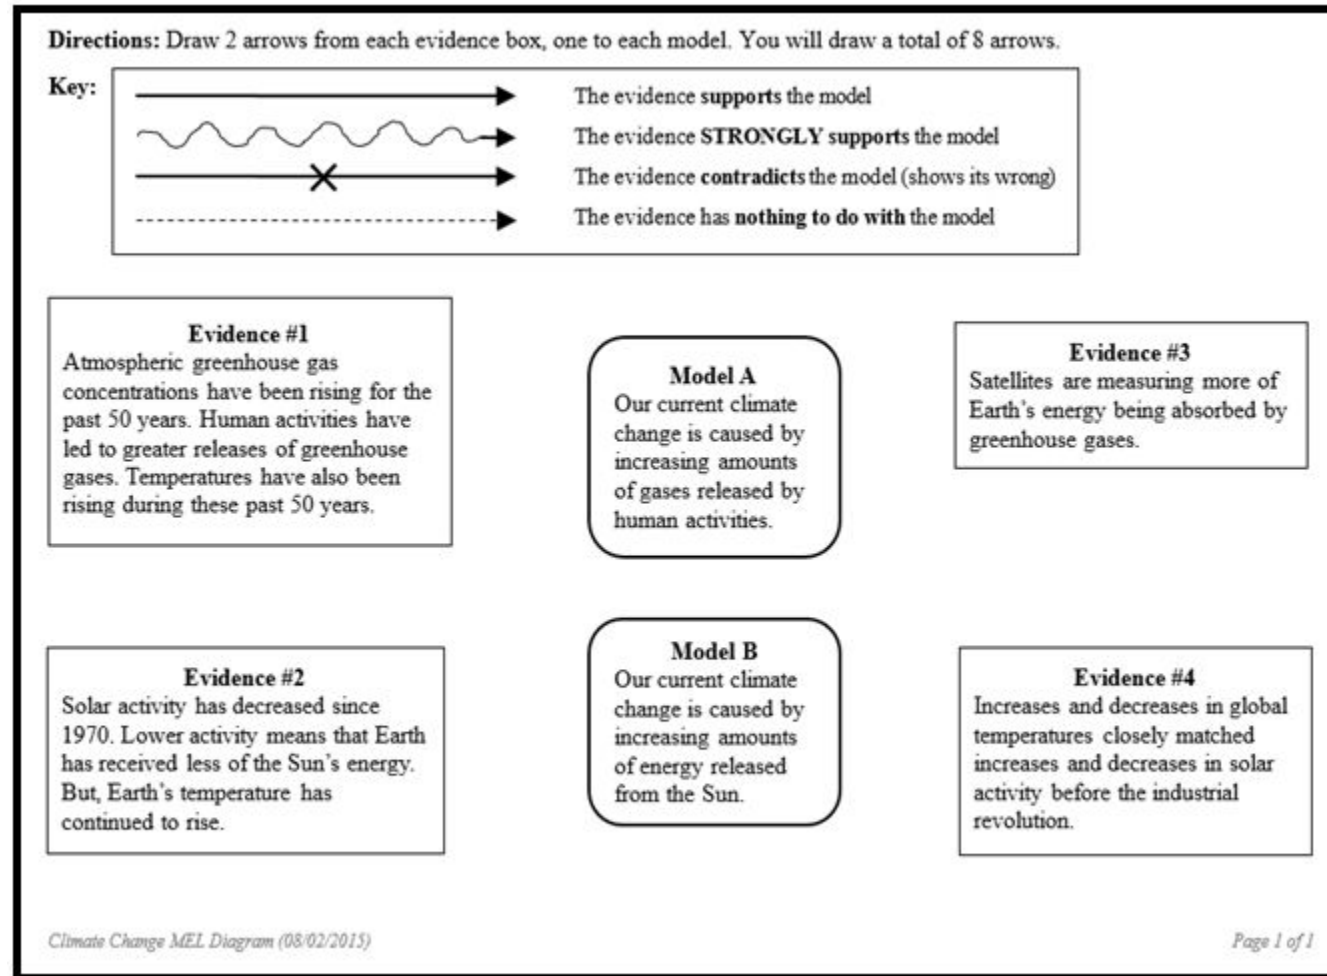 Directions: Draw 2 arrows from each evidence box, one to each model. You will draw a total of 8 arrows.
Key:
The evidence supports the model
The evidence STRONGLY supports the model
The evidence contradicts the model (shows its wrong)
The evidence has nothing to do with the model
Evidence #1
Atmospheric greenhouse gas
concentrations have been rising for the
past 50 years. Human activities have
led to greater releases of greenhouse
gases. Temperatures have also been
rising during these past 50 years.
Model A
Our current climate
change is caused by
increasing amounts
of gases released by
human activities.
Evidence #3
Satellites are measuring more of
Earth's energy being absorbed by
greenhouse gases.
Evidence #2
Solar activity has decreased since
1970. Lower activity means that Earth
has received less of the Sun's energy.
But, Earth's temperature has
continued to rise.
Model B
Our current climate
change is caused by
increasing amounts
of energy released
from the Sun.
Evidence #4
Increases and decreases in global
temperatures closely matched
increases and decreases in solar
activity before the industrial
revolution.
Climate Change MEL Diagram (08/02/2015)
Page 1 of 1